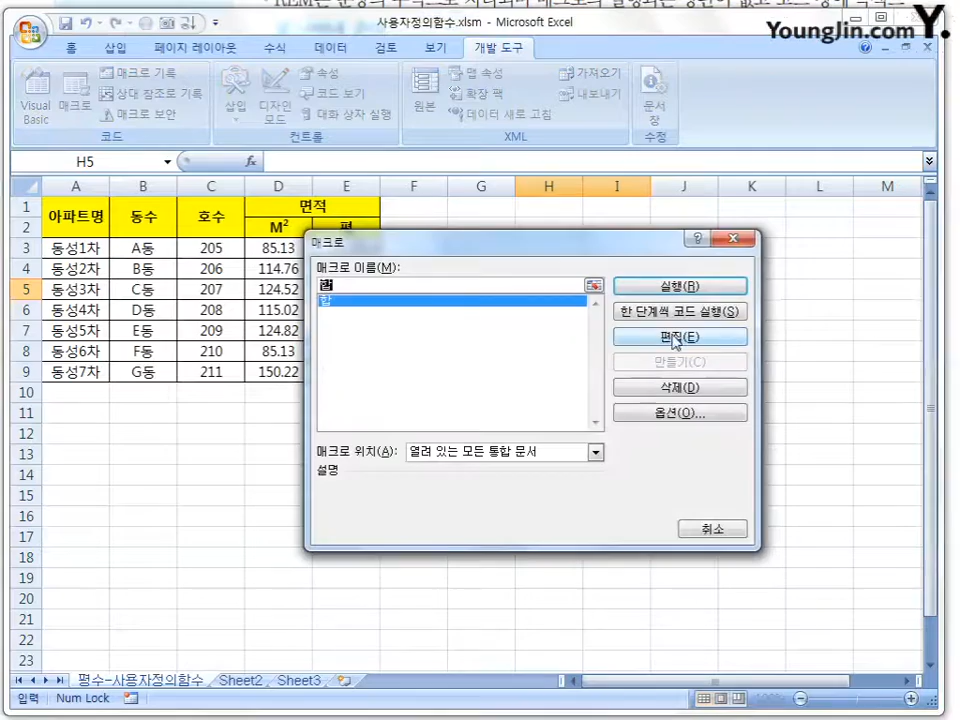 사용자정의함수.xlsm - Microsoft Excel
YoungJin.com Y.
홈 삽입 페이지 레이아웃 수식 데이터 검토 보기 개발 도구
Visual Basic
매크로
매크로 기록
상대 참조로 기록
매크로 보안
코드
삽입
디자인 모드
속성
코드 보기
대화 상자 실행
컨트롤
원본
맵 속성
확장 팩
데이터 새로 고침
가져오기
내보내기
XML
문서 창
수정
H5 fx
A B C D E F G H I J K L M
1 아파트명 동수 호수 면적
2 M² 평
3 동성1차 A동 205 85.13
4 동성2차 B동 206 114.76
5 동성3차 C동 207 124.52
6 동성4차 D동 208 115.02
7 동성5차 E동 209 124.82
8 동성6차 F동 210 85.13
9 동성7차 G동 211 150.22
10
11
12
13
14
15
16
17
18
19
20
21
22
23
매크로
매크로 이름(M):
합
합
실행(R)
한 단계씩 코드 실행(S)
편집(E)
만들기(C)
삭제(D)
옵션(O)...
매크로 위치(A): 열려 있는 모든 통합 문서
설명
취소
평수-사용자정의함수 Sheet2 Sheet3
입력 Num Lock 100%